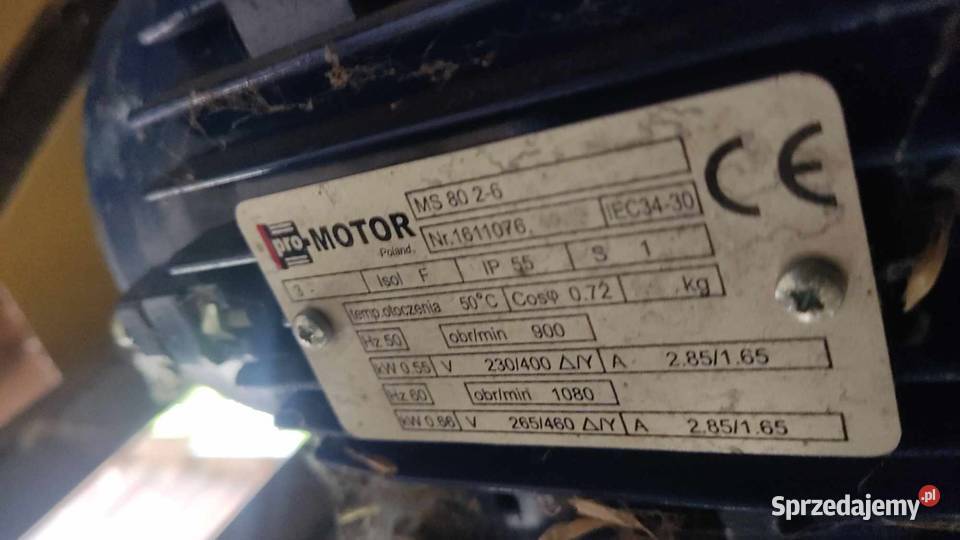 MS 80 2-6
pro MOTOR
Poland.
Nr.1611076. IEC34-30
CE
3 Isol F IP 55 S 1
temp.otoczenia 50°C Cosφ 0.72 kg
Hz 50 obr/min 900
kW 0.55 V 230/400 Δ/Y A 2.85/1.65
Hz 60 obr/min 1080
kW 0.66 V 265/460 Δ/Y A 2.85/1.65
Sprzedajemy.pl